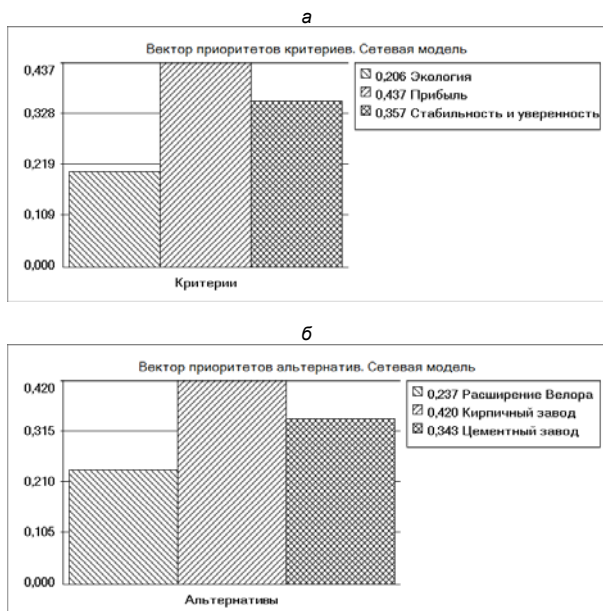 а
Вектор приоритетов критериев. Сетевая модель
0,437
0,328
0,219
0,109
0,000
Критерии
0,206 Экология
0,437 Прибыль
0,357 Стабильность и уверенность
б
Вектор приоритетов альтернатив. Сетевая модель
0,420
0,315
0,210
0,105
0,000
Альтернативы
0,237 Расширение Велора
0,420 Кирпичный завод
0,343 Цементный завод